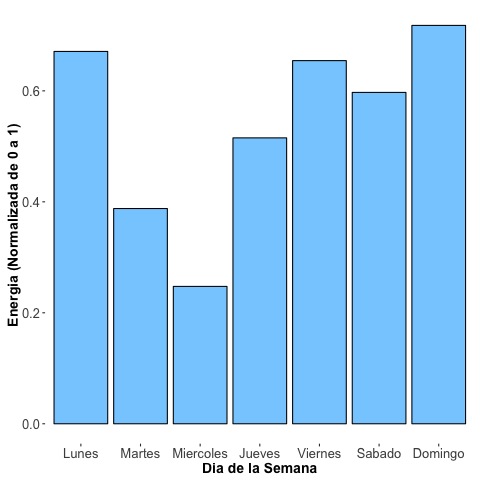 Energia (Normalizada de 0 a 1)
0.6
0.4
0.2
0.0
Lunes Martes Miercoles Jueves Viernes Sabado Domingo
Dia de la Semana